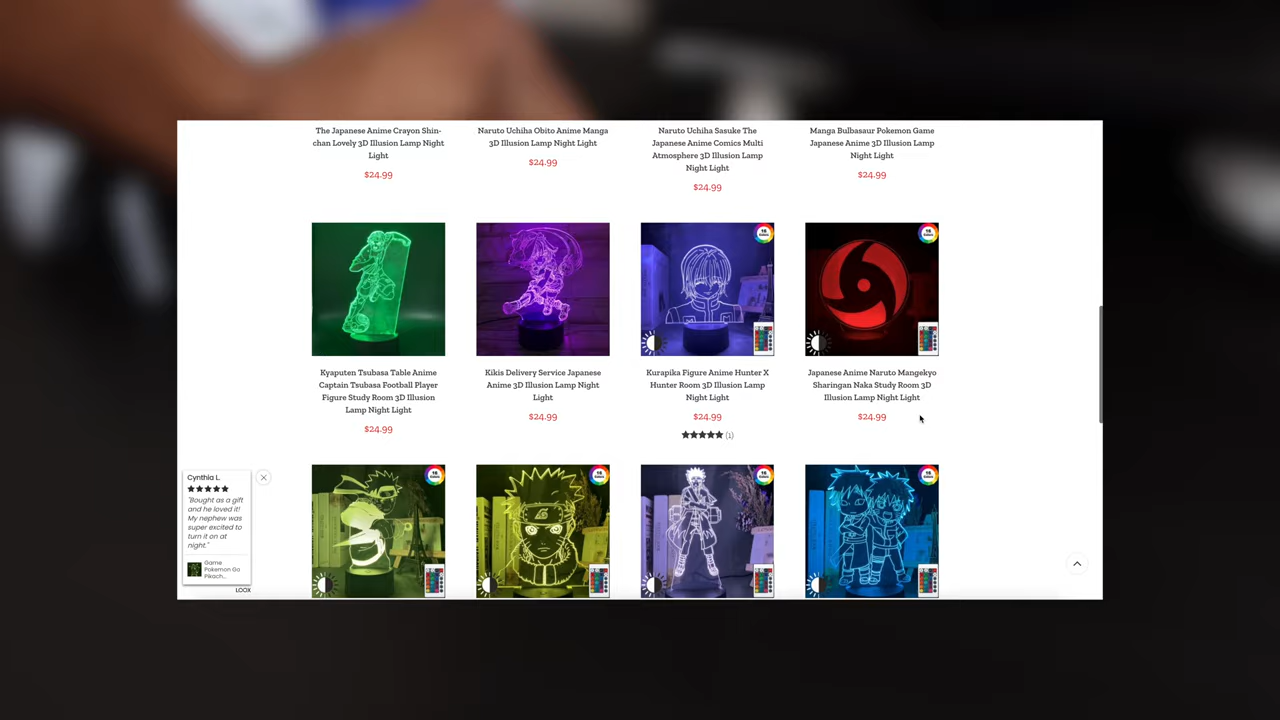 The Japanese Anime Crayon Shin-
chan Lovely 3D Illusion Lamp Night
Light
$24.99
Naruto Uchiha Obito Anime Manga
3D Illusion Lamp Night Light
$24.99
Naruto Uchiha Sasuke The
Japanese Anime Comics Multi
Atmosphere 3D Illusion Lamp
Night Light
$24.99
Manga Bulbasaur Pokemon Game
Japanese Anime 3D Illusion Lamp
Night Light
$24.99
Kyaputen Tsubasa Table Anime
Captain Tsubasa Football Player
Figure Study Room 3D Illusion
Lamp Night Light
$24.99
Kikis Delivery Service Japanese
Anime 3D Illusion Lamp Night
Light
$24.99
16
Kurapika Figure Anime Hunter X
Hunter Room 3D Illusion Lamp
Night Light
$24.99
(1)
16
Japanese Anime Naruto Mangekyo
Sharingan Naka Study Room 3D
Illusion Lamp Night Light
$24.99
Cynthia L.
"Bought as a gift
and he loved it!
My nephew was
super excited to
turn it on at
night."
Game
Pokemon Go
Pikach...
LOOX
16
16
16
16